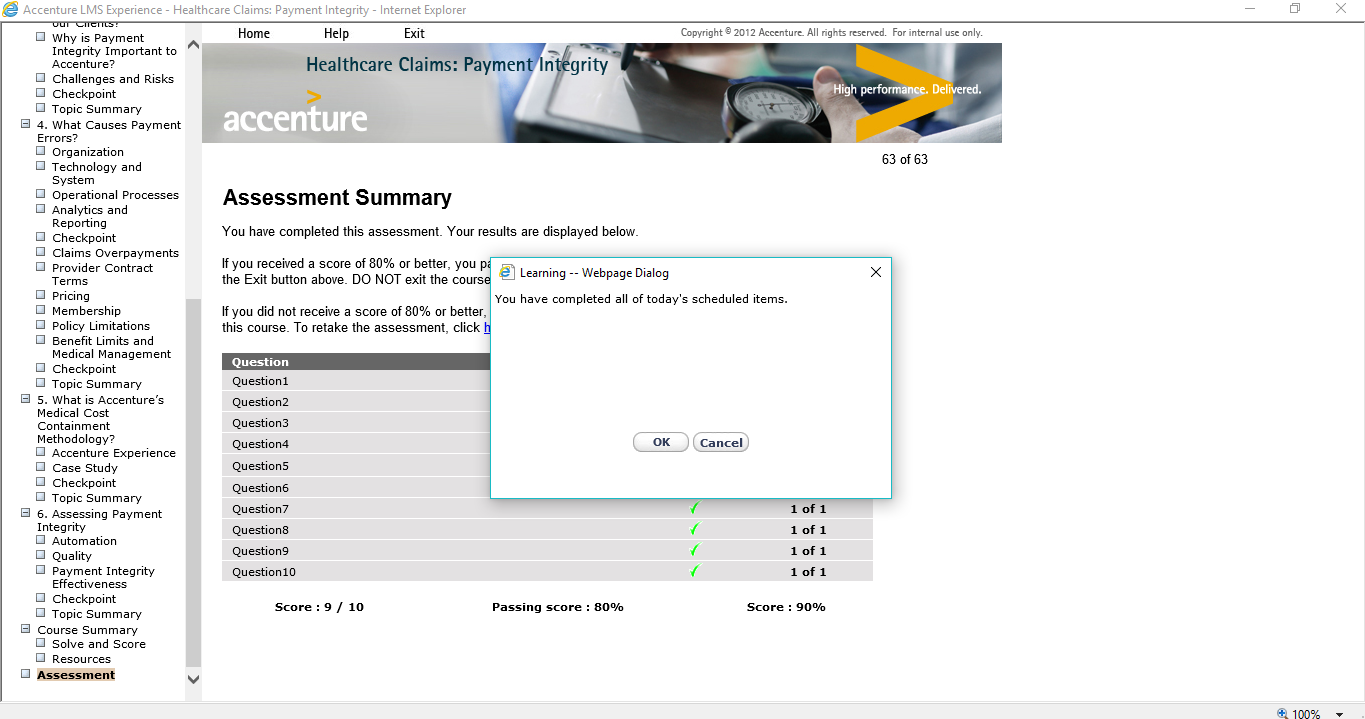 Accenture LMS Experience - Healthcare Claims: Payment Integrity - Internet Explorer
our Clients?
Why is Payment
Integrity Important to
Accenture?
Challenges and Risks
Checkpoint
Topic Summary
4. What Causes Payment
Errors?
Organization
Technology and
System
Operational Processes
Analytics and
Reporting
Checkpoint
Claims Overpayments
Provider Contract
Terms
Pricing
Membership
Policy Limitations
Benefit Limits and
Medical Management
Checkpoint
Topic Summary
5. What is Accenture’s
Medical Cost
Containment
Methodology?
Accenture Experience
Case Study
Checkpoint
Topic Summary
6. Assessing Payment
Integrity
Automation
Quality
Payment Integrity
Effectiveness
Checkpoint
Topic Summary
Course Summary
Solve and Score
Resources
Assessment
Home Help Exit
Copyright © 2012 Accenture. All rights reserved. For internal use only.
Healthcare Claims: Payment Integrity
accenture
High performance. Delivered.
63 of 63
Assessment Summary
You have completed this assessment. Your results are displayed below.
If you received a score of 80% or better, you pa
the Exit button above. DO NOT exit the course
If you did not receive a score of 80% or better,
this course. To retake the assessment, click h
Learning -- Webpage Dialog
You have completed all of today's scheduled items.
OK Cancel
Question
Question1
Question2
Question3
Question4
Question5
Question6
Question7 1 of 1
Question8 1 of 1
Question9 1 of 1
Question10 1 of 1
Score : 9 / 10 Passing score : 80% Score : 90%
100%